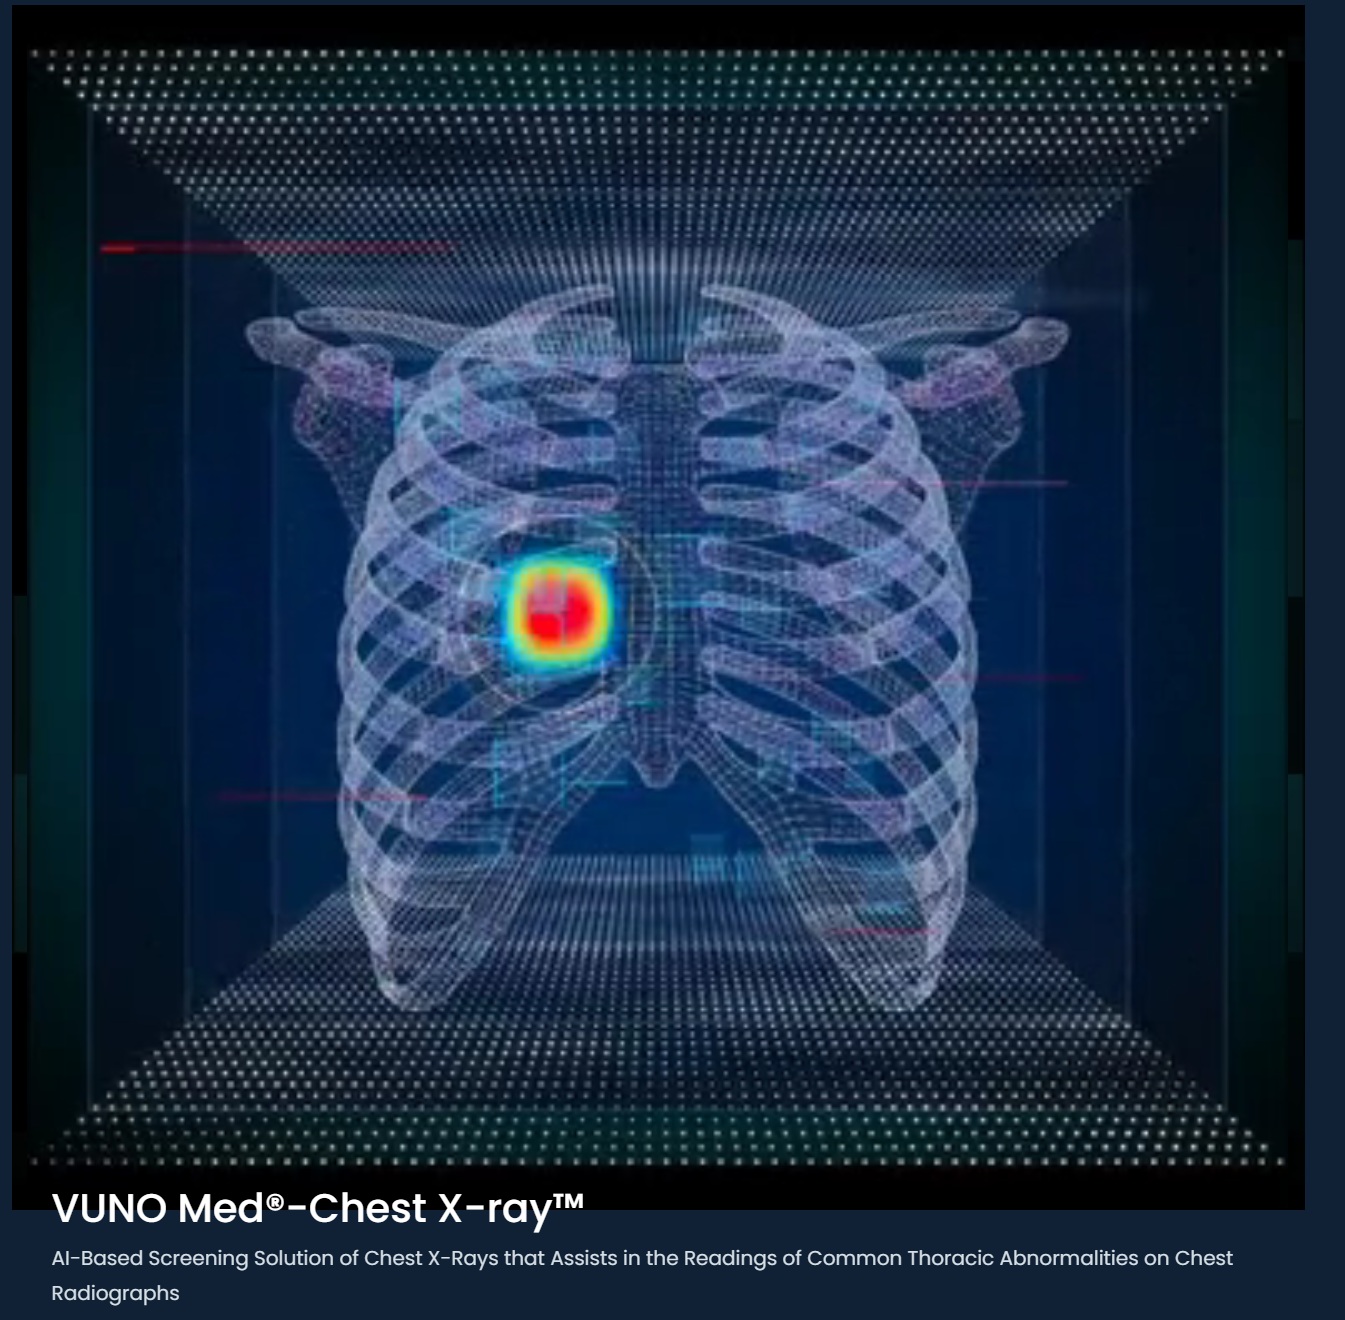 VUNO Med®-Chest X-ray™
AI-Based Screening Solution of Chest X-Rays that Assists in the Readings of Common Thoracic Abnormalities on Chest
Radiographs